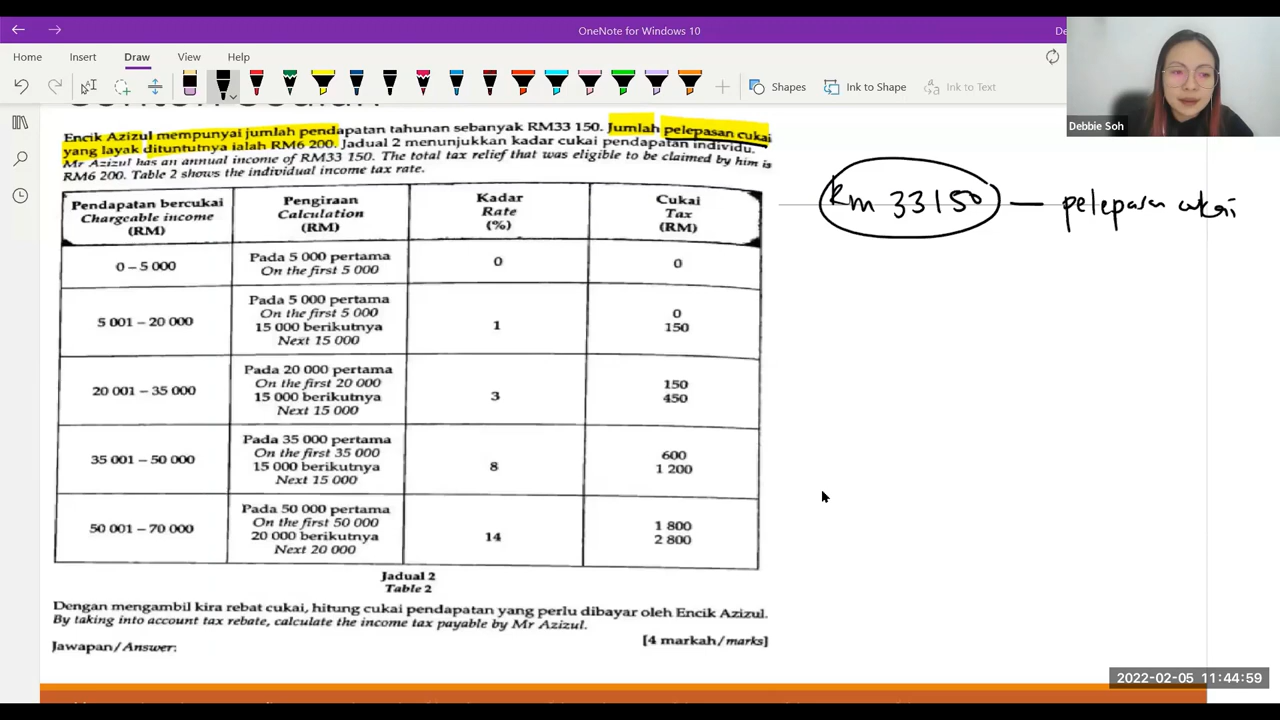 OneNote for Windows 10
De
Home
Insert
Draw
View
Help
Shapes
Ink to Shape
Ink to Text
Debbie Soh
Encik Azizul mempunyai jumlah pendapatan tahunan sebanyak RM33 150. Jumlah pelepasan cukai
yang layak dituntutnya ialah RM6 200. Jadual 2 menunjukkan kadar cukai pendapatan individu.
Mr Azizul has an annual income of RM33 150. The total tax relief that was eligible to be claimed by him is
RM6 200. Table 2 shows the individual income tax rate.
Pendapatan bercukai
Chargeable income
(RM)
Pengiraan
Calculation
(RM)
Kadar
Rate
(%)
Cukai
Tax
(RM)
0 – 5 000
Pada 5 000 pertama
On the first 5 000
0
0
5 001 – 20 000
Pada 5 000 pertama
On the first 5 000
15 000 berikutnya
Next 15 000
1
0
150
20 001 – 35 000
Pada 20 000 pertama
On the first 20 000
15 000 berikutnya
Next 15 000
3
150
450
35 001 – 50 000
Pada 35 000 pertama
On the first 35 000
15 000 berikutnya
Next 15 000
8
600
1 200
50 001 – 70 000
Pada 50 000 pertama
On the first 50 000
20 000 berikutnya
Next 20 000
14
1 800
2 800
Jadual 2
Table 2
Dengan mengambil kira rebat cukai, hitung cukai pendapatan yang perlu dibayar oleh Encik Azizul.
By taking into account tax rebate, calculate the income tax payable by Mr Azizul.
[4 markah/marks]
Jawapan/Answer:
Rm 33150 — pelepasan cukai
2022-02-05 11:44:59